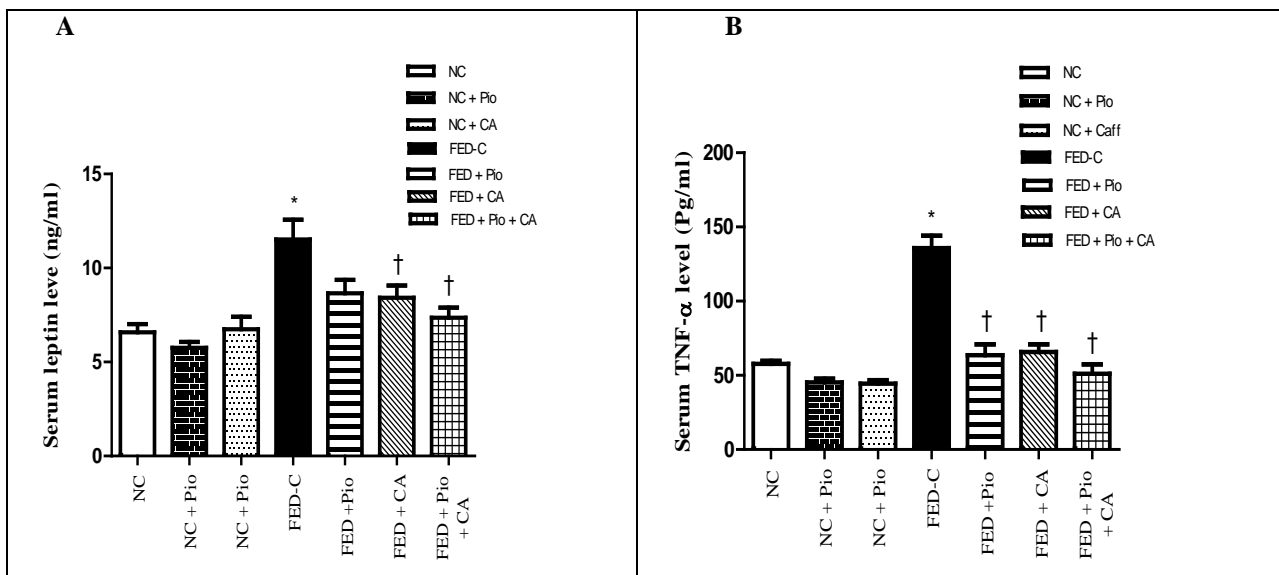 A
NC
NC + Pio
NC + CA
FED-C
FED + Pio
FED + CA
FED + Pio + CA
Serum leptin leve (ng/ml)
15
10
5
0
*
†
†
NC
NC + Pio
NC + Pio
FED-C
FED +Pio
FED + CA
FED + Pio
+ CA
B
NC
NC + Pio
NC + Caff
FED-C
FED + Pio
FED + CA
FED + Pio + CA
Serum TNF-α level (Pg/ml)
200
150
100
50
0
*
†
†
†
NC
NC + Pio
NC + Pio
FED-C
FED +Pio
FED + CA
FED + Pio
+ CA